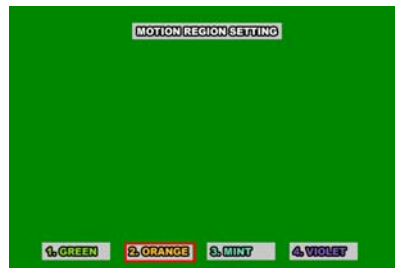 MOTION REGION SETTING
1. GREEN 2. ORANGE 3. MINT 4. VIOLET